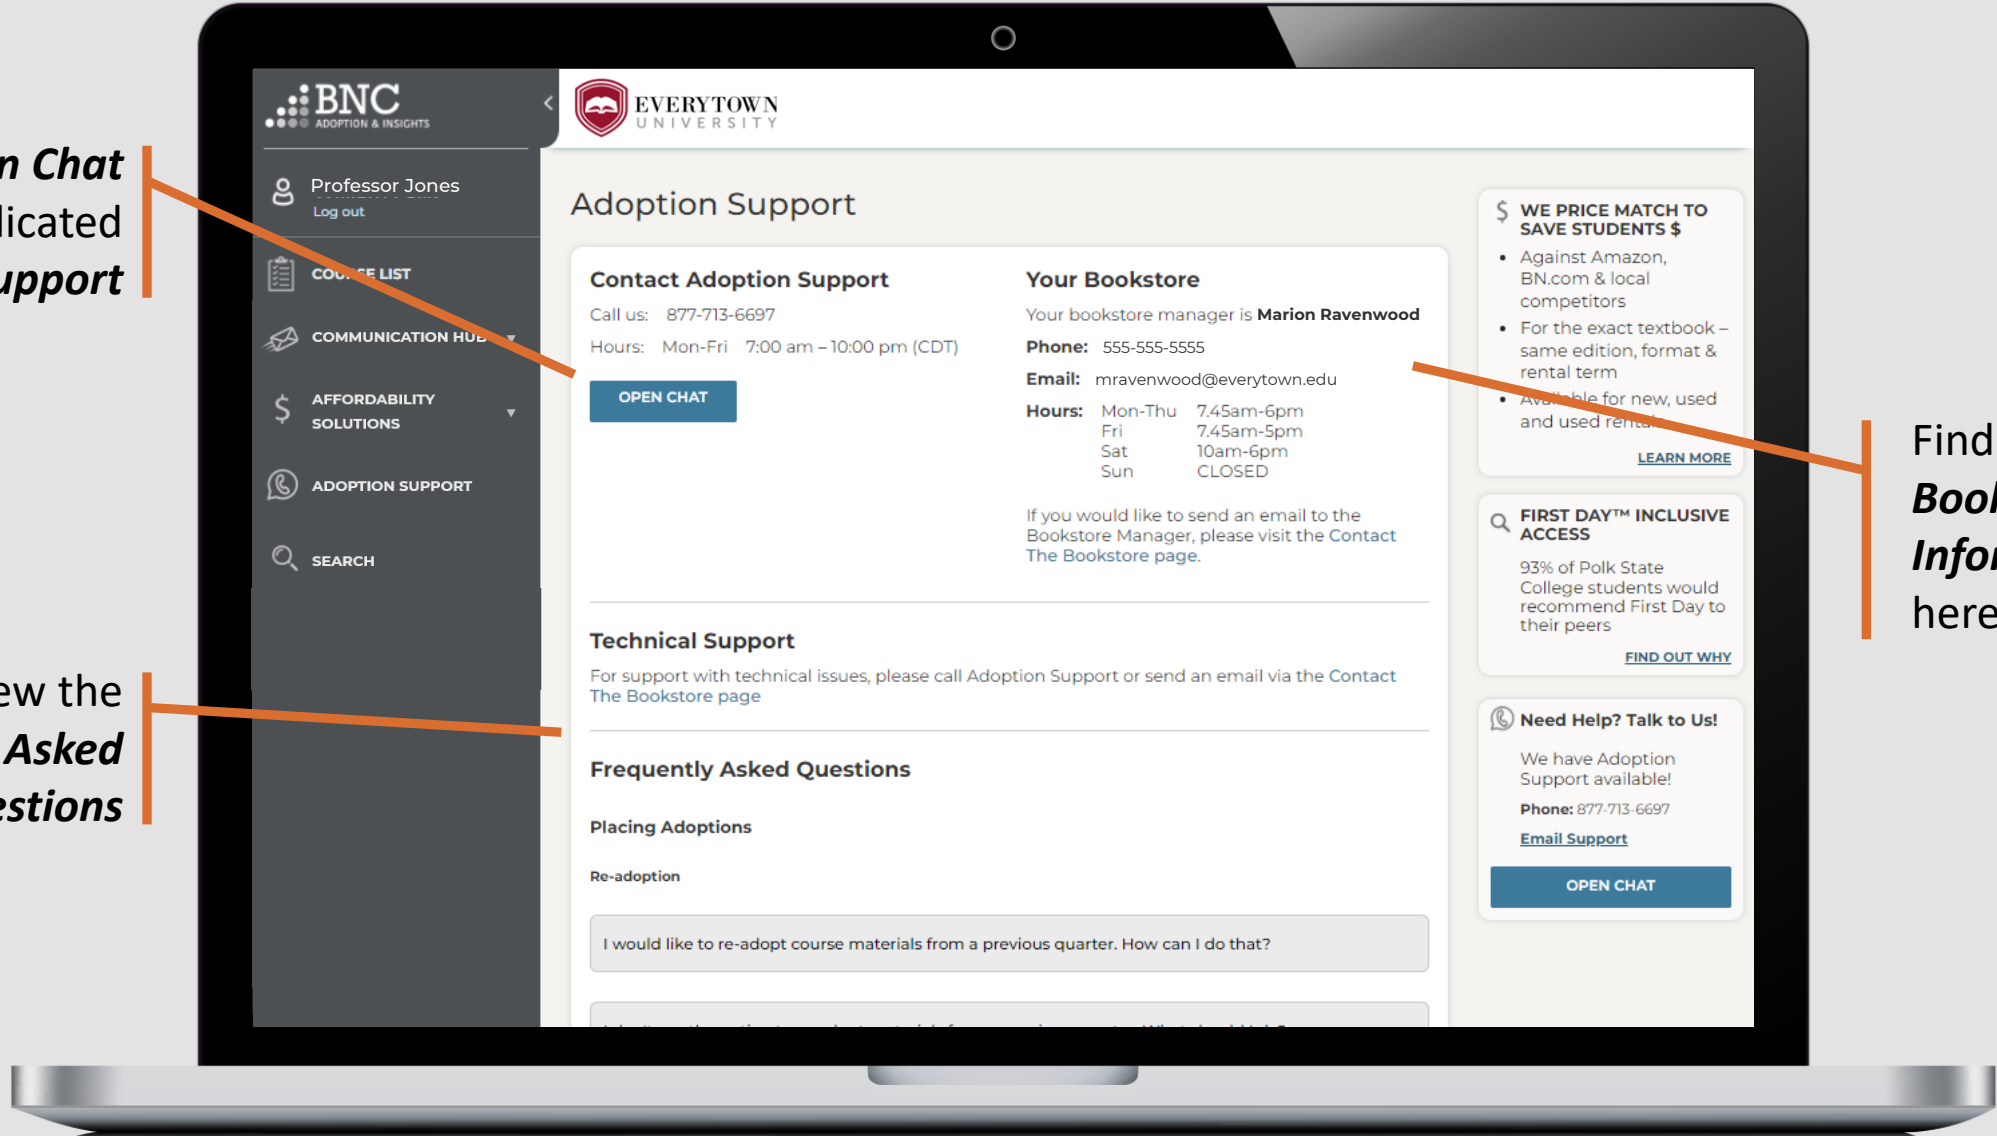 n Chat
licated
upport
ew the
Asked
estions
BNC
ADOPTION & INSIGHTS
Professor Jones
Log out
COURSE LIST
COMMUNICATION HUB
AFFORDABILITY
SOLUTIONS
ADOPTION SUPPORT
SEARCH
EVERYTOWN
UNIVERSITY
Adoption Support
Contact Adoption Support
Call us: 877-713-6697
Hours: Mon-Fri 7:00 am – 10:00 pm (CDT)
OPEN CHAT
Your Bookstore
Your bookstore manager is Marion Ravenwood
Phone: 555-555-5555
Email: mravenwood@everytown.edu
Hours: Mon-Thu 7.45am-6pm
Fri 7.45am-5pm
Sat 10am-6pm
Sun CLOSED
If you would like to send an email to the
Bookstore Manager, please visit the Contact
The Bookstore page.
Technical Support
For support with technical issues, please call Adoption Support or send an email via the Contact
The Bookstore page
Frequently Asked Questions
Placing Adoptions
Re-adoption
I would like to re-adopt course materials from a previous quarter. How can I do that?
$ WE PRICE MATCH TO
SAVE STUDENTS $
• Against Amazon,
BN.com & local
competitors
• For the exact textbook –
same edition, format &
rental term
• Available for new, used
and used rentals
LEARN MORE
FIRST DAY™ INCLUSIVE
ACCESS
93% of Polk State
College students would
recommend First Day to
their peers
FIND OUT WHY
Need Help? Talk to Us!
We have Adoption
Support available!
Phone: 877-713-6697
Email Support
OPEN CHAT
Find
Book
Infor
here